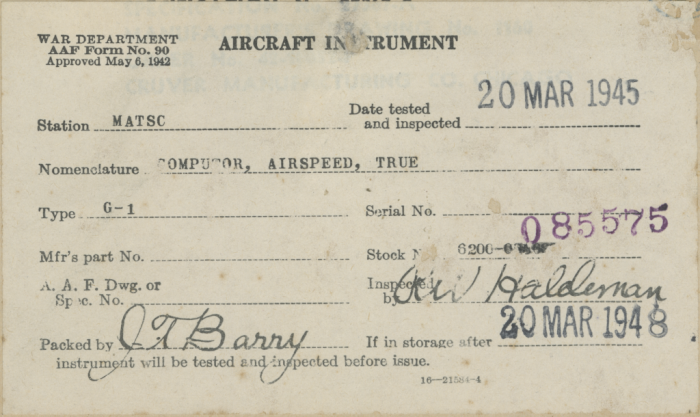 WAR DEPARTMENT
AAF Form No. 90
Approved May 6, 1942
AIRCRAFT INSTRUMENT
Station MATSC
Date tested and inspected 20 MAR 1945
Nomenclature COMPUTOR, AIRSPEED, TRUE
Type G-1
Serial No. 085575
Mfr's part No.
Stock N 6200-
A. A. F. Dwg. or
Spec. No.
Inspected by Haldeman
Packed by J T Barry
If in storage after 20 MAR 1948
instrument will be tested and inspected before issue.
16—21584-4